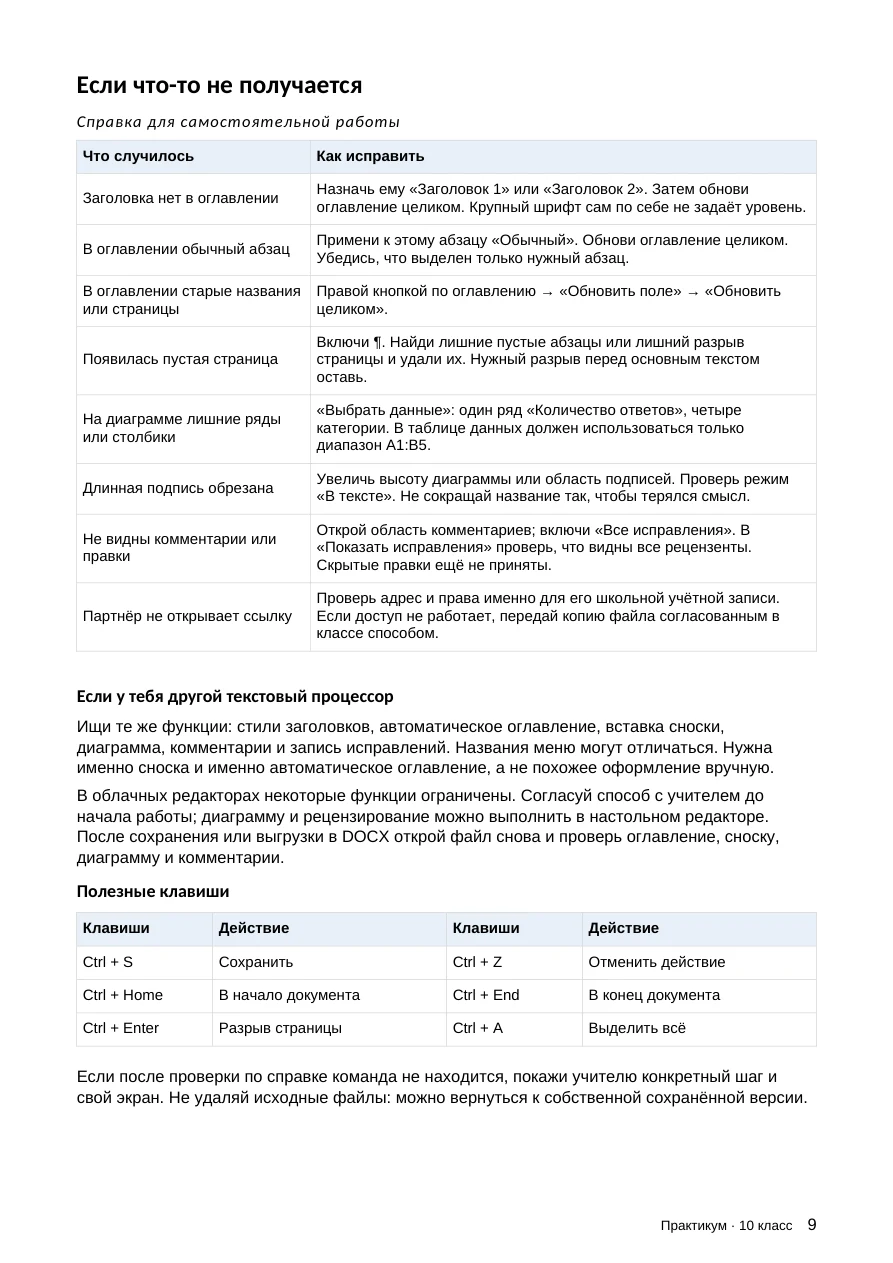 Если что-то не получается
Справка для самостоятельной работы
Что случилось
Как исправить
Заголовка нет в оглавлении
Назначь ему «Заголовок 1» или «Заголовок 2». Затем обнови
оглавление целиком. Крупный шрифт сам по себе не задаёт уровень.
В оглавлении обычный абзац
Примени к этому абзацу «Обычный». Обнови оглавление целиком.
Убедись, что выделен только нужный абзац.
В оглавлении старые названия
или страницы
Правой кнопкой по оглавлению → «Обновить поле» → «Обновить
целиком».
Появилась пустая страница
Включи ¶. Найди лишние пустые абзацы или лишний разрыв
страницы и удали их. Нужный разрыв перед основным текстом
оставь.
На диаграмме лишние ряды
или столбики
«Выбрать данные»: один ряд «Количество ответов», четыре
категории. В таблице данных должен использоваться только
диапазон A1:B5.
Длинная подпись обрезана
Увеличь высоту диаграммы или область подписей. Проверь режим
«В тексте». Не сокращай название так, чтобы терялся смысл.
Не видны комментарии или
правки
Открой область комментариев; включи «Все исправления». В
«Показать исправления» проверь, что видны все рецензенты.
Скрытые правки ещё не приняты.
Партнёр не открывает ссылку
Проверь адрес и права именно для его школьной учётной записи.
Если доступ не работает, передай копию файла согласованным в
классе способом.
Если у тебя другой текстовый процессор
Ищи те же функции: стили заголовков, автоматическое оглавление, вставка сноски,
диаграмма, комментарии и запись исправлений. Названия меню могут отличаться. Нужна
именно сноска и именно автоматическое оглавление, а не похожее оформление вручную.
В облачных редакторах некоторые функции ограничены. Согласуй способ с учителем до
начала работы; диаграмму и рецензирование можно выполнить в настольном редакторе.
После сохранения или выгрузки в DOCX открой файл снова и проверь оглавление, сноску,
диаграмму и комментарии.
Полезные клавиши
Клавиши Действие Клавиши Действие
Ctrl + S Сохранить Ctrl + Z Отменить действие
Ctrl + Home В начало документа Ctrl + End В конец документа
Ctrl + Enter Разрыв страницы Ctrl + A Выделить всё
Если после проверки по справке команда не находится, покажи учителю конкретный шаг и
свой экран. Не удаляй исходные файлы: можно вернуться к собственной сохранённой версии.
Практикум · 10 класс 9